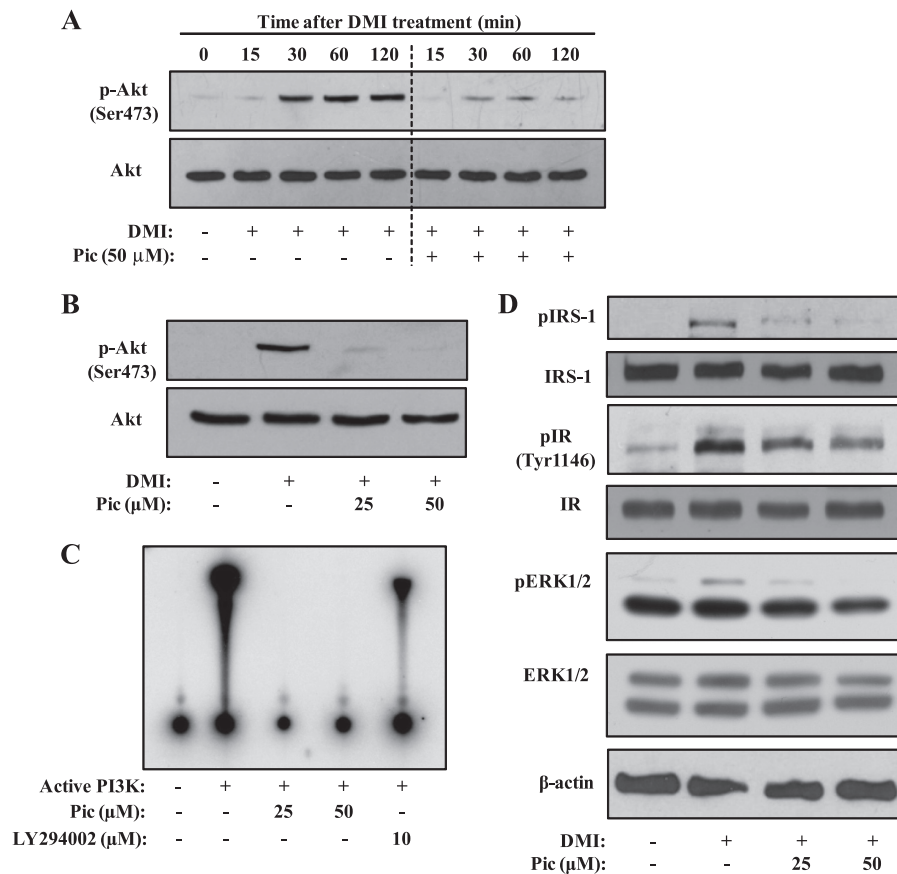 A
Time after DMI treatment (min)
0 15 30 60 120 15 30 60 120
p-Akt
(Ser473)
Akt
DMI: - + + + + + + + +
Pic (50 µM): - - - - - + + + +
B
p-Akt
(Ser473)
Akt
DMI: - + + +
Pic (µM): - - 25 50
C
Active PI3K: - + + + +
Pic (µM): - - 25 50 -
LY294002 (µM): - - - - 10
D
pIRS-1
IRS-1
pIR
(Tyr1146)
IR
pERK1/2
ERK1/2
β-actin
DMI: - + + +
Pic (µM): - - 25 50